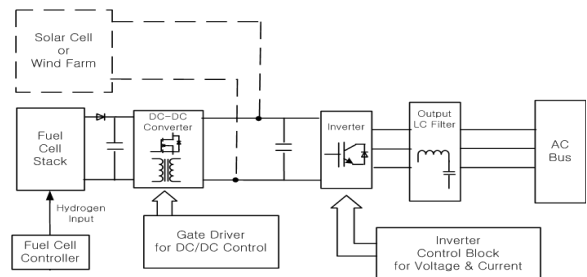 Solar Cell
or
Wind Farm
Fuel
Cell
Stack
DC-DC
Converter
Inverter
Output
LC Filter
AC
Bus
Hydrogen
Input
Fuel Cell
Controller
Gate Driver
for DC/DC Control
Inverter
Control Block
for Voltage & Current